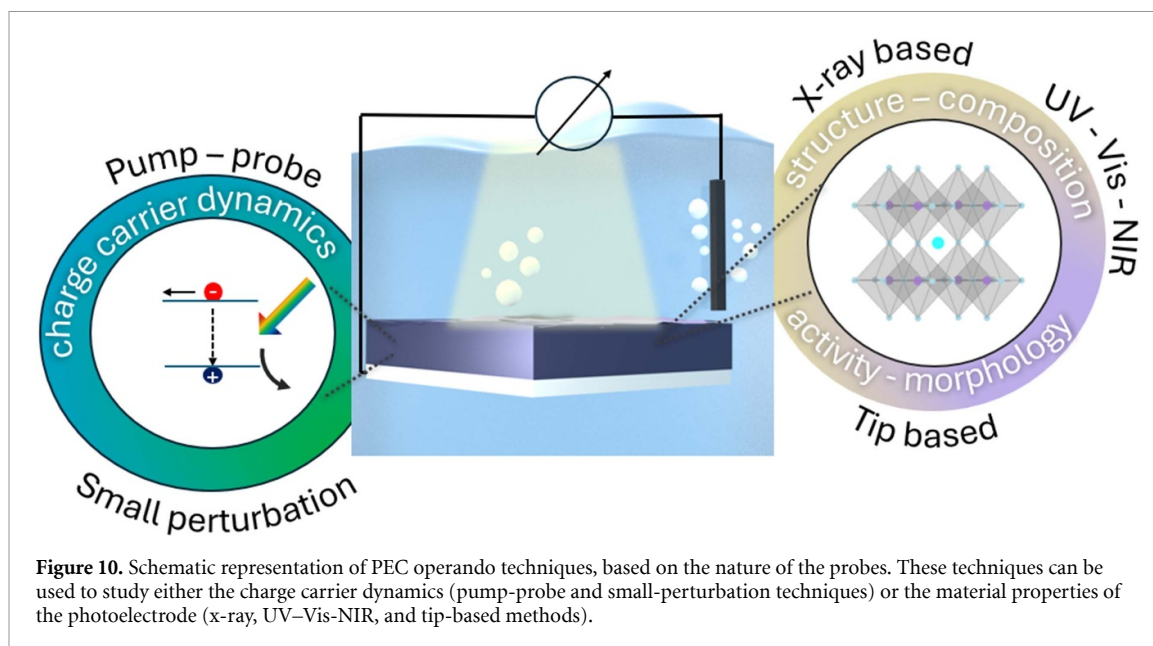 Pump – probe
charge carrier dynamics
-
+
Small perturbation
X-ray based
UV - Vis - NIR
structure – composition
activity - morphology
Tip based
Figure 10. Schematic representation of PEC operando techniques, based on the nature of the probes. These techniques can be
used to study either the charge carrier dynamics (pump-probe and small-perturbation techniques) or the material properties of
the photoelectrode (x-ray, UV–Vis-NIR, and tip-based methods).